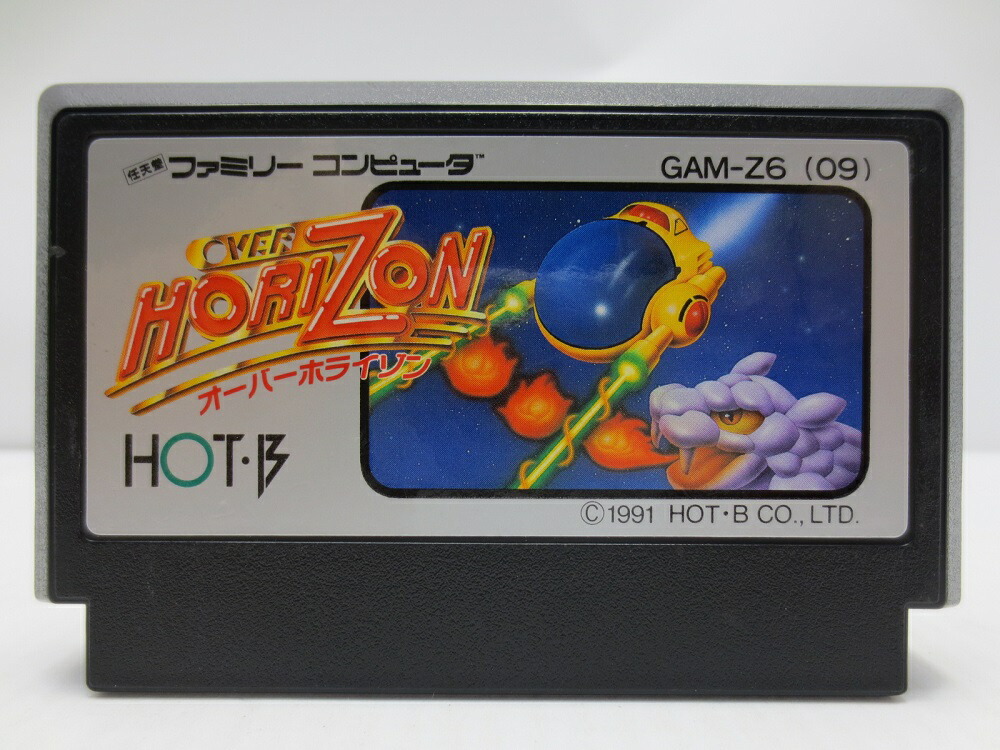 任天堂 ファミリー コンピュータ™
GAM-Z6 (09)
OVER
HORIZON
オーバーホライゾン
HOT・B
©1991 HOT・B CO., LTD.